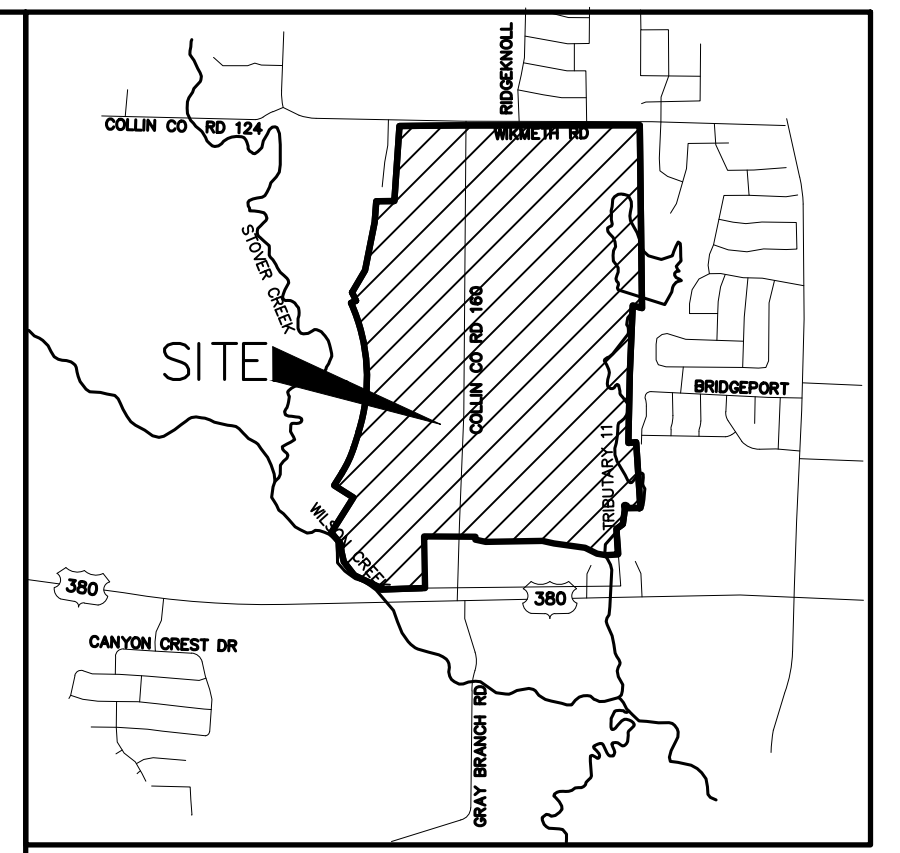 RIDGEKNOLL
COLLIN CO RD 124
WIKMETH RD
STOVER CREEK
COLLIN CO RD 160
SITE
BRIDGEPORT
TRIBUTARY 11
WILSON CREEK
380
380
CANYON CREST DR
GRAY BRANCH RD